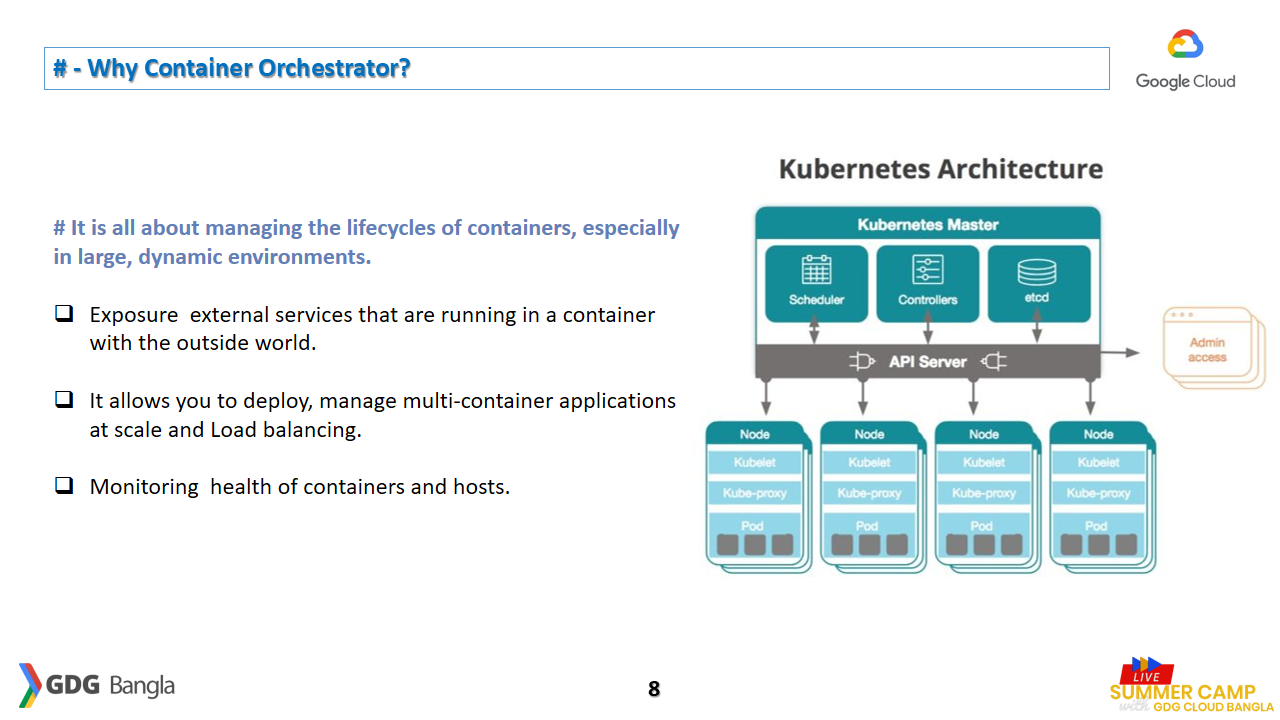 # - Why Container Orchestrator?
Google Cloud
# It is all about managing the lifecycles of containers, especially
in large, dynamic environments.
Exposure  external services that are running in a container
with the outside world.
It allows you to deploy, manage multi-container applications
at scale and Load balancing.
Monitoring  health of containers and hosts.
Kubernetes Architecture
Kubernetes Master
Scheduler
Controllers
etcd
API Server
Admin
access
Node
Kubelet
Kube-proxy
Pod
Node
Kubelet
Kube-proxy
Pod
Node
Kubelet
Kube-proxy
Pod
Node
Kubelet
Kube-proxy
Pod
GDG Bangla
8
LIVE
SUMMER CAMP
with GDG CLOUD BANGLA